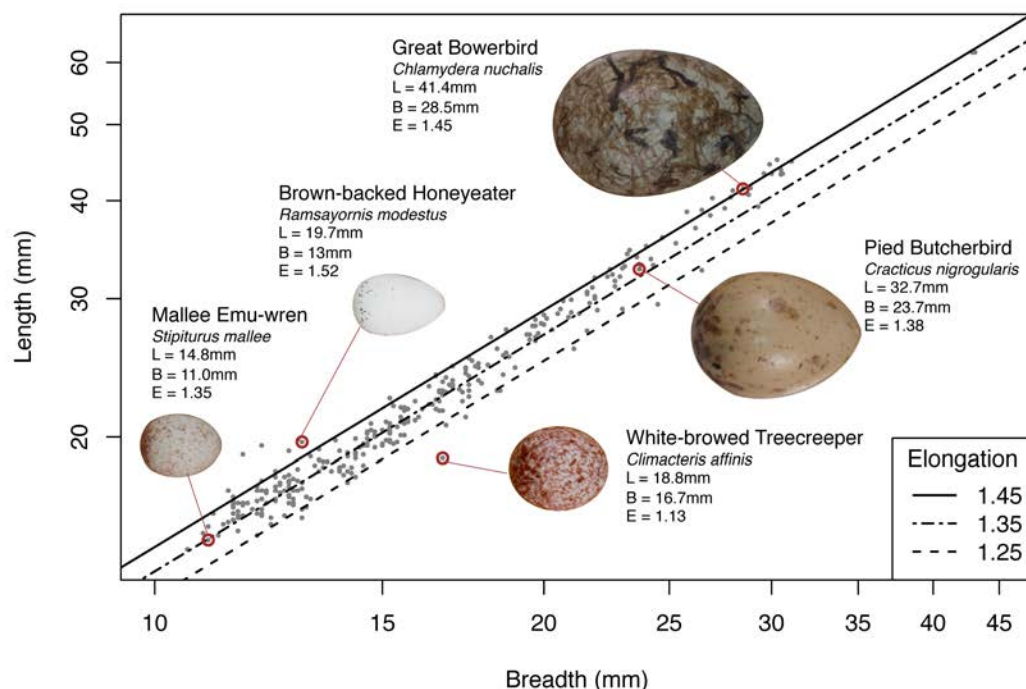 Great Bowerbird
Chlamydera nuchalis
L = 41.4mm
B = 28.5mm
E = 1.45
Brown-backed Honeyeater
Ramsayornis modestus
L = 19.7mm
B = 13mm
E = 1.52
Mallee Emu-wren
Stipiturus mallee
L = 14.8mm
B = 11.0mm
E = 1.35
Pied Butcherbird
Cracticus nigrogularis
L = 32.7mm
B = 23.7mm
E = 1.38
White-browed Treecreeper
Climacteris affinis
L = 18.8mm
B = 16.7mm
E = 1.13
Elongation
1.45
1.35
1.25
Length (mm)
60
50
40
30
20
10
15
20
25
30
35
40
45
Breadth (mm)